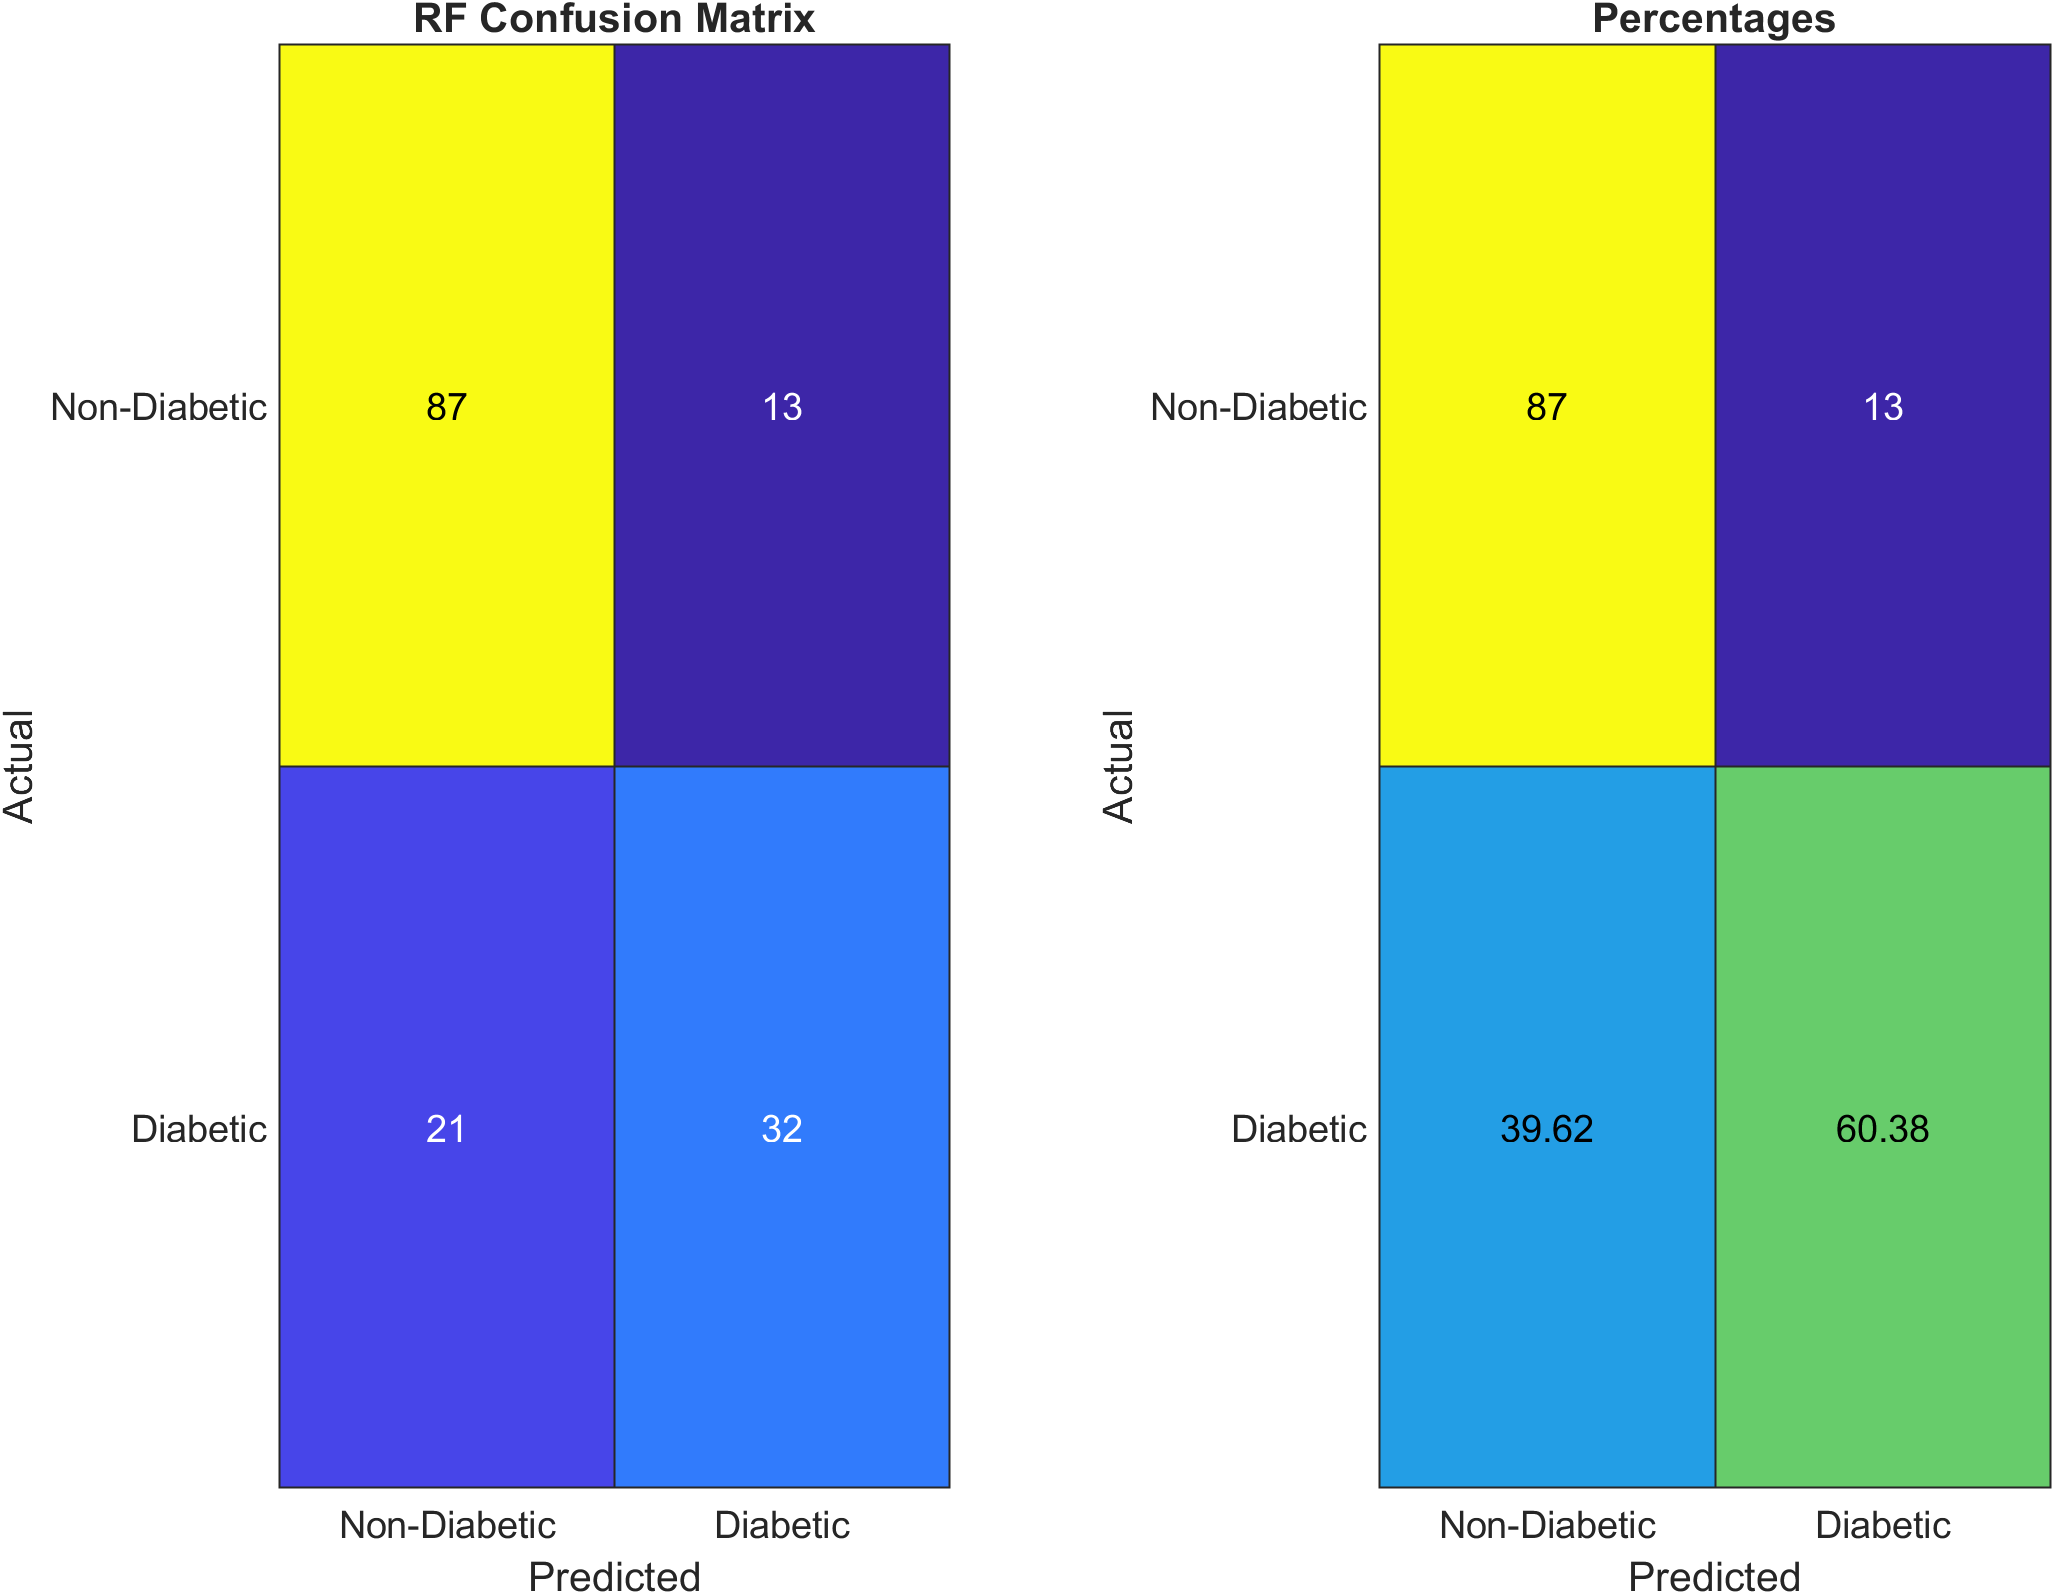 RF Confusion Matrix
Actual
Non-Diabetic 87 13
Diabetic 21 32
Non-Diabetic Diabetic
Predicted
Percentages
Actual
Non-Diabetic 87 13
Diabetic 39.62 60.38
Non-Diabetic Diabetic
Predicted